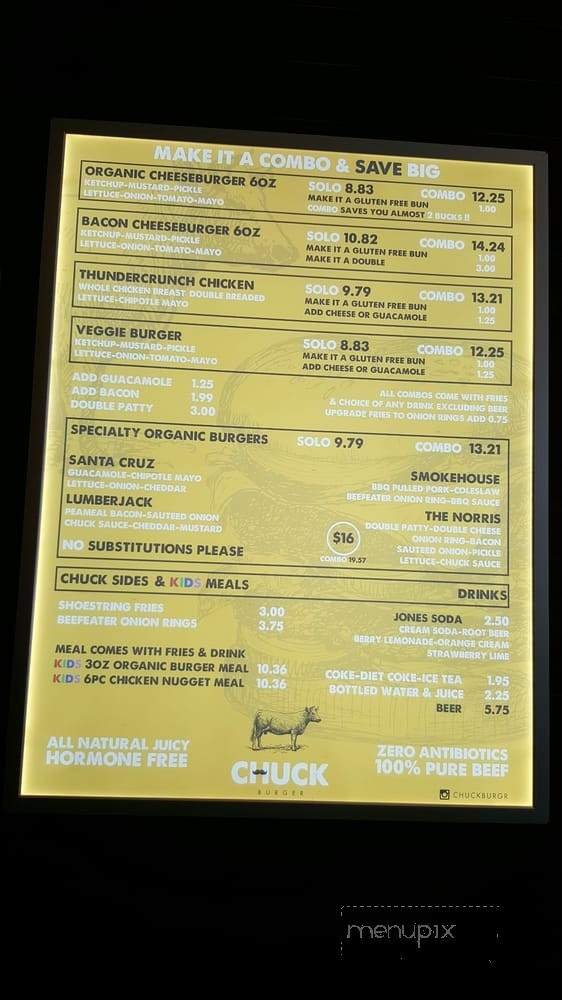 MAKE IT A COMBO & SAVE BIG
ORGANIC CHEESEBURGER 6OZ SOLO 8.83 COMBO 12.25
KETCHUP-MUSTARD-PICKLE MAKE IT A GLUTEN FREE BUN 1.00
LETTUCE-ONION-TOMATO-MAYO COMBO SAVES YOU ALMOST 2 BUCKS !!
BACON CHEESEBURGER 6OZ SOLO 10.82 COMBO 14.24
KETCHUP-MUSTARD-PICKLE MAKE IT A GLUTEN FREE BUN 1.00
LETTUCE-ONION-TOMATO-MAYO MAKE IT A DOUBLE 3.00
THUNDERCRUNCH CHICKEN SOLO 9.79 COMBO 13.21
WHOLE CHICKEN BREAST DOUBLE BREADED MAKE IT A GLUTEN FREE BUN 1.00
LETTUCE-CHIPOTLE MAYO ADD CHEESE OR GUACAMOLE 1.25
VEGGIE BURGER SOLO 8.83 COMBO 12.25
KETCHUP-MUSTARD-PICKLE MAKE IT A GLUTEN FREE BUN 1.00
LETTUCE-ONION-TOMATO-MAYO ADD CHEESE OR GUACAMOLE 1.25
ADD GUACAMOLE 1.25
ADD BACON 1.99
DOUBLE PATTY 3.00
ALL COMBOS COME WITH FRIES
& CHOICE OF ANY DRINK EXCLUDING BEER
UPGRADE FRIES TO ONION RINGS ADD 0.75
SPECIALTY ORGANIC BURGERS SOLO 9.79 COMBO 13.21
SANTA CRUZ
GUACAMOLE-CHIPOTLE MAYO
LETTUCE-ONION-CHEDDAR
LUMBERJACK
PEAMEAL BACON-SAUTEED ONION
CHUCK SAUCE-CHEDDAR-MUSTARD
NO SUBSTITUTIONS PLEASE
SMOKEHOUSE
BBQ PULLED PORK-COLESLAW
BEEFEATER ONION RING-BBQ SAUCE
THE NORRIS
DOUBLE PATTY-DOUBLE CHEESE
ONION RING-BACON
SAUTEED ONION-PICKLE
LETTUCE-CHUCK SAUCE
$16
COMBO 19.57
CHUCK SIDES & KIDS MEALS DRINKS
SHOESTRING FRIES 3.00
BEEFEATER ONION RINGS 3.75
MEAL COMES WITH FRIES & DRINK
KIDS 3OZ ORGANIC BURGER MEAL 10.36
KIDS 6PC CHICKEN NUGGET MEAL 10.36
JONES SODA 2.50
CREAM SODA-ROOT BEER
BERRY LEMONADE-ORANGE CREAM
STRAWBERRY LIME
COKE-DIET COKE-ICE TEA 1.95
BOTTLED WATER & JUICE 2.25
BEER 5.75
ALL NATURAL JUICY
HORMONE FREE
CHUCK
BURGER
ZERO ANTIBIOTICS
100% PURE BEEF
CHUCKBURGR
menupix